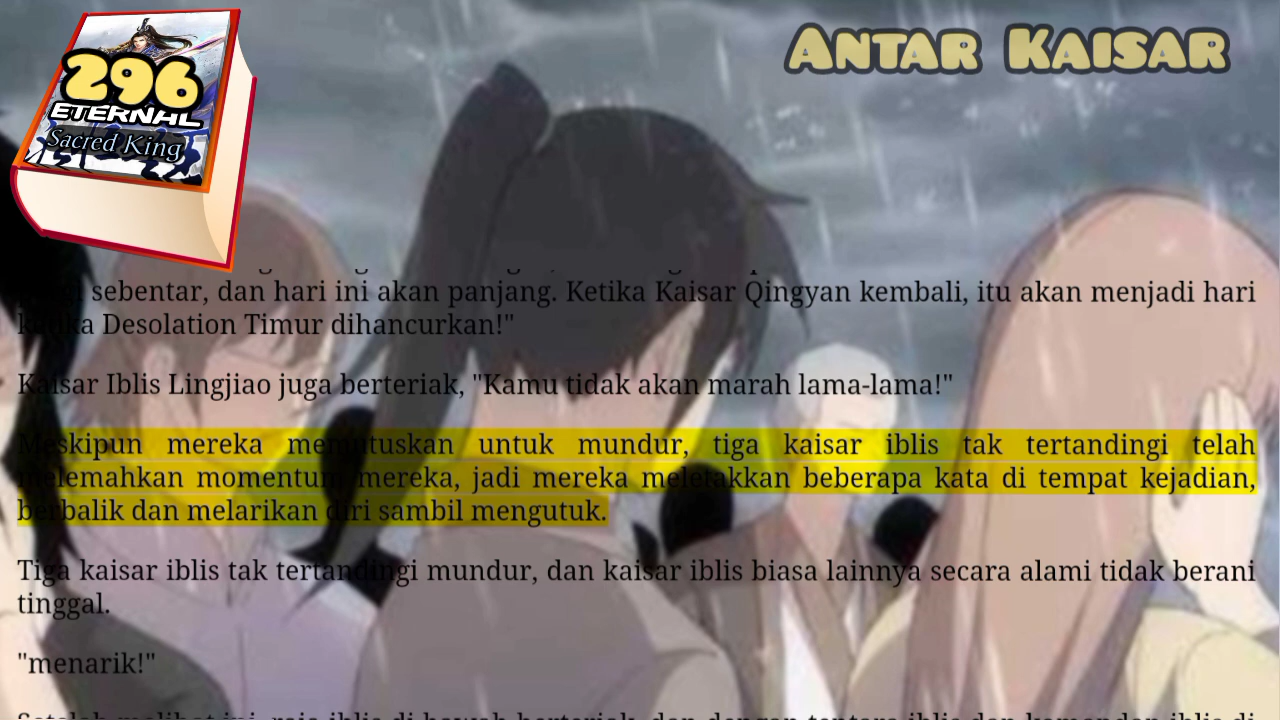 296
ETERNAL
Sacred King
ANTAR KAISAR
sebentar, dan hari ini akan panjang. Ketika Kaisar Qingyan kembali, itu akan menjadi hari
ketika Desolation Timur dihancurkan!"
Kaisar Iblis Lingjiao juga berteriak, "Kamu tidak akan marah lama-lama!"
Meskipun mereka memutuskan untuk mundur, tiga kaisar iblis tak tertandingi telah
melemahkan momentum mereka, jadi mereka meletakkan beberapa kata di tempat kejadian,
berbalik dan melarikan diri sambil mengutuk.
Tiga kaisar iblis tak tertandingi mundur, dan kaisar iblis biasa lainnya secara alami tidak berani
tinggal.
"menarik!"